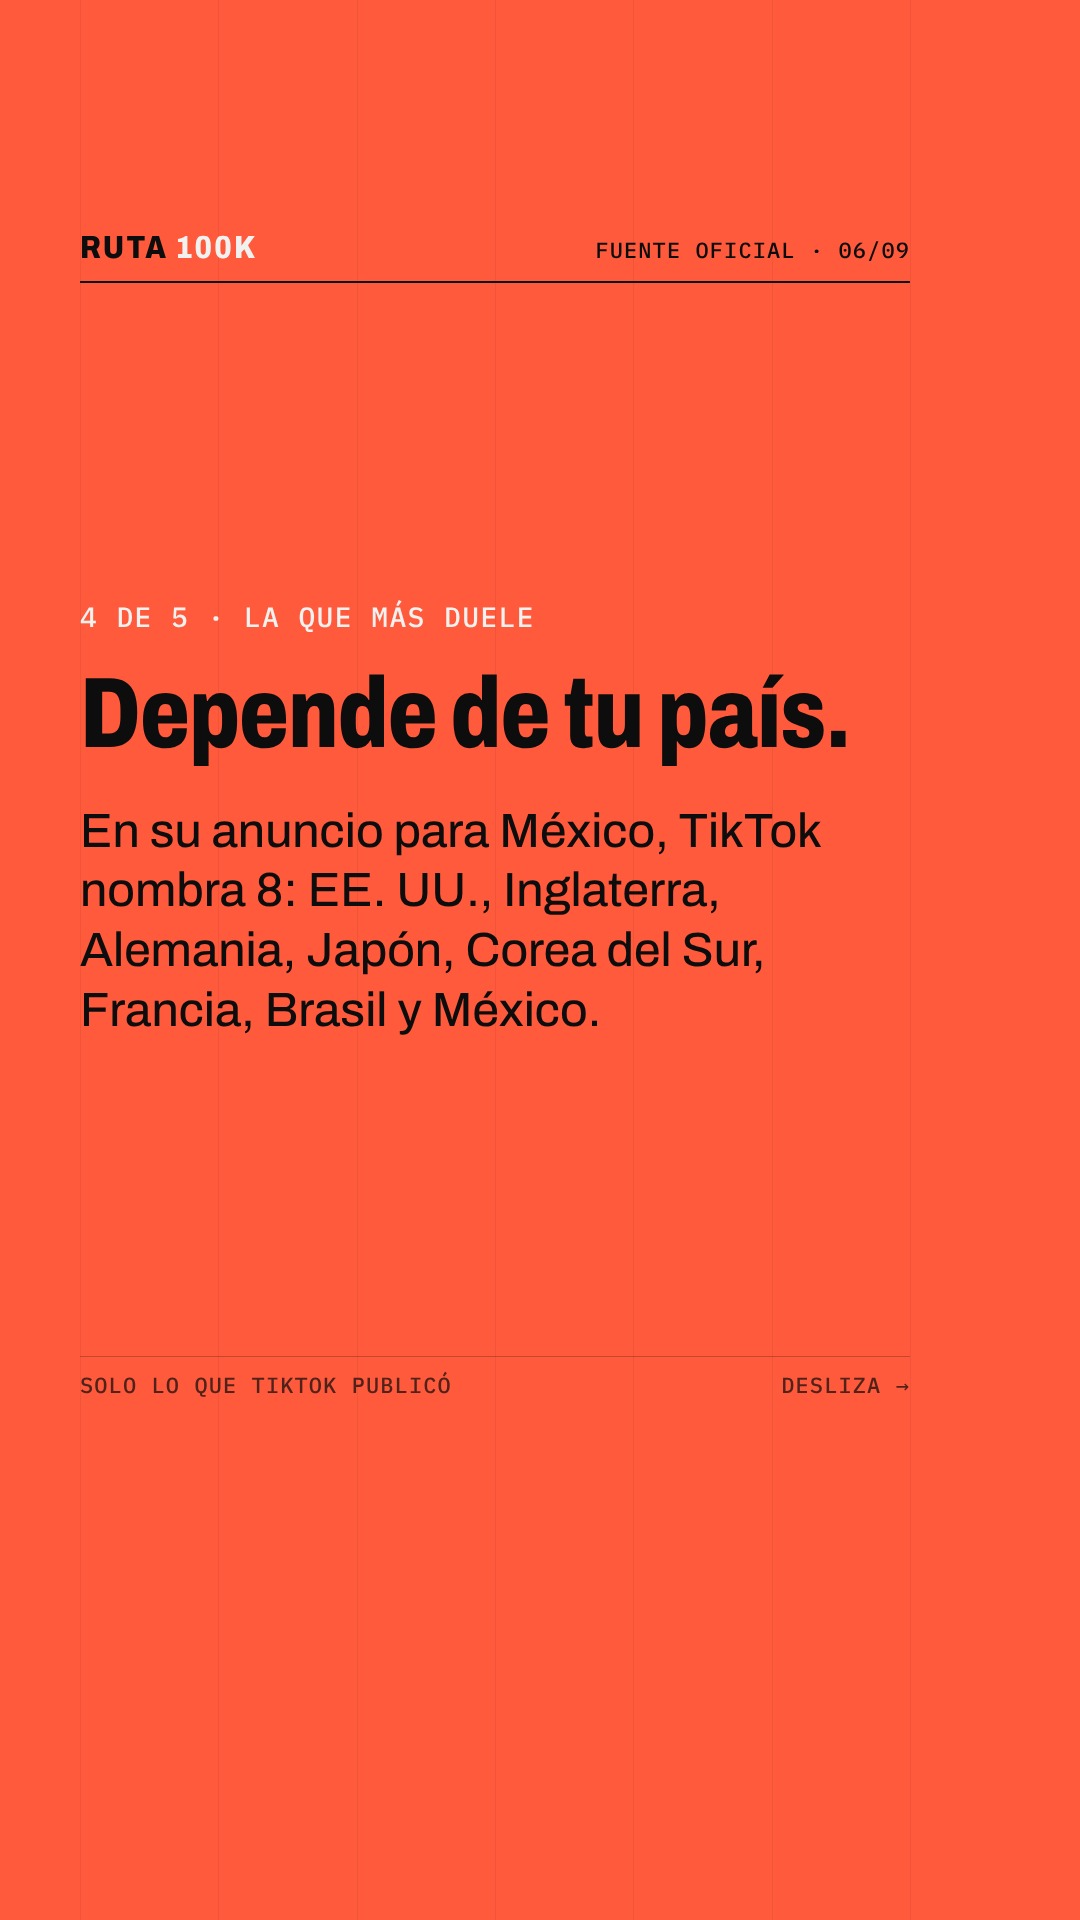 RUTA 100K
FUENTE OFICIAL · 06/09
4 DE 5 · LA QUE MÁS DUELE
Depende de tu país.
En su anuncio para México, TikTok
nombra 8: EE. UU., Inglaterra,
Alemania, Japón, Corea del Sur,
Francia, Brasil y México.
SOLO LO QUE TIKTOK PUBLICÓ
DESLIZA →